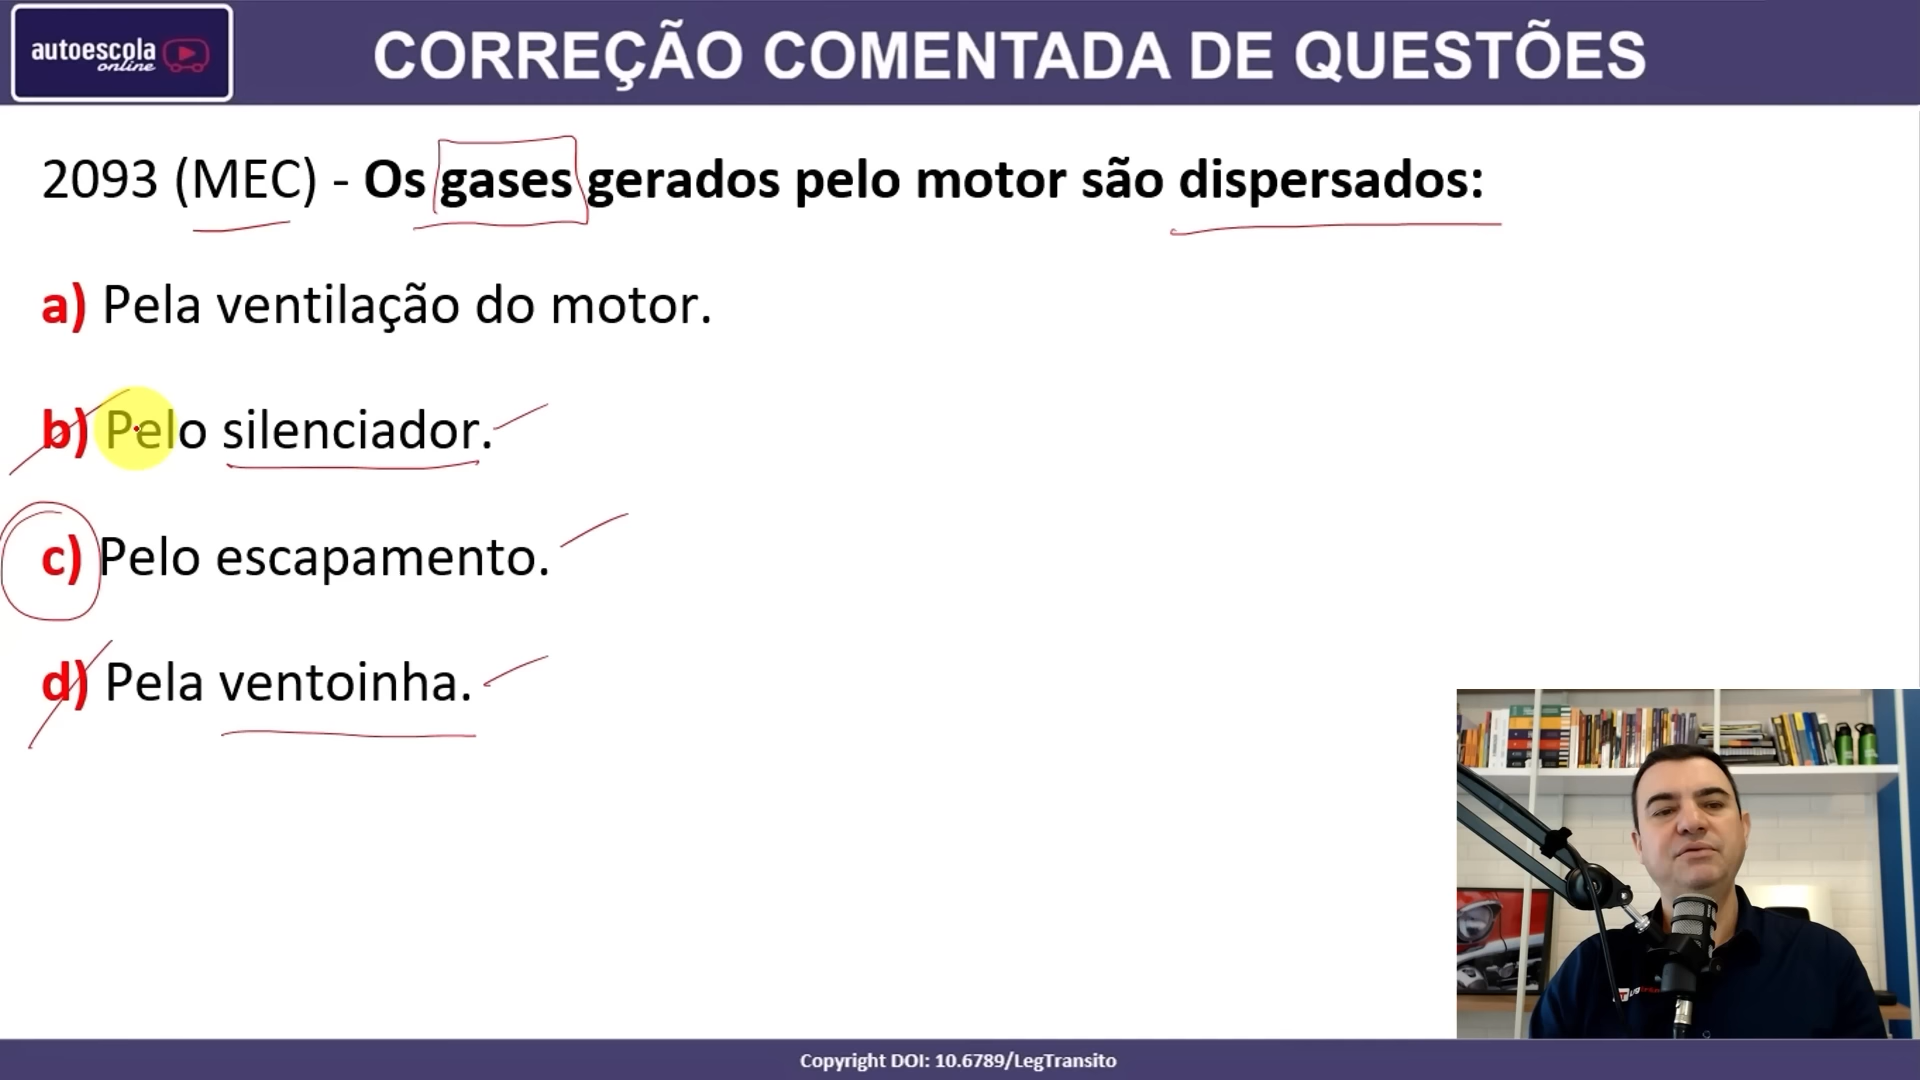 autoescola
online
CORREÇÃO COMENTADA DE QUESTÕES
2093 (MEC) - Os gases gerados pelo motor são dispersados:
a) Pela ventilação do motor.
b) Pelo silenciador.
c) Pelo escapamento.
d) Pela ventoinha.
Copyright DOI: 10.6789/LegTransito